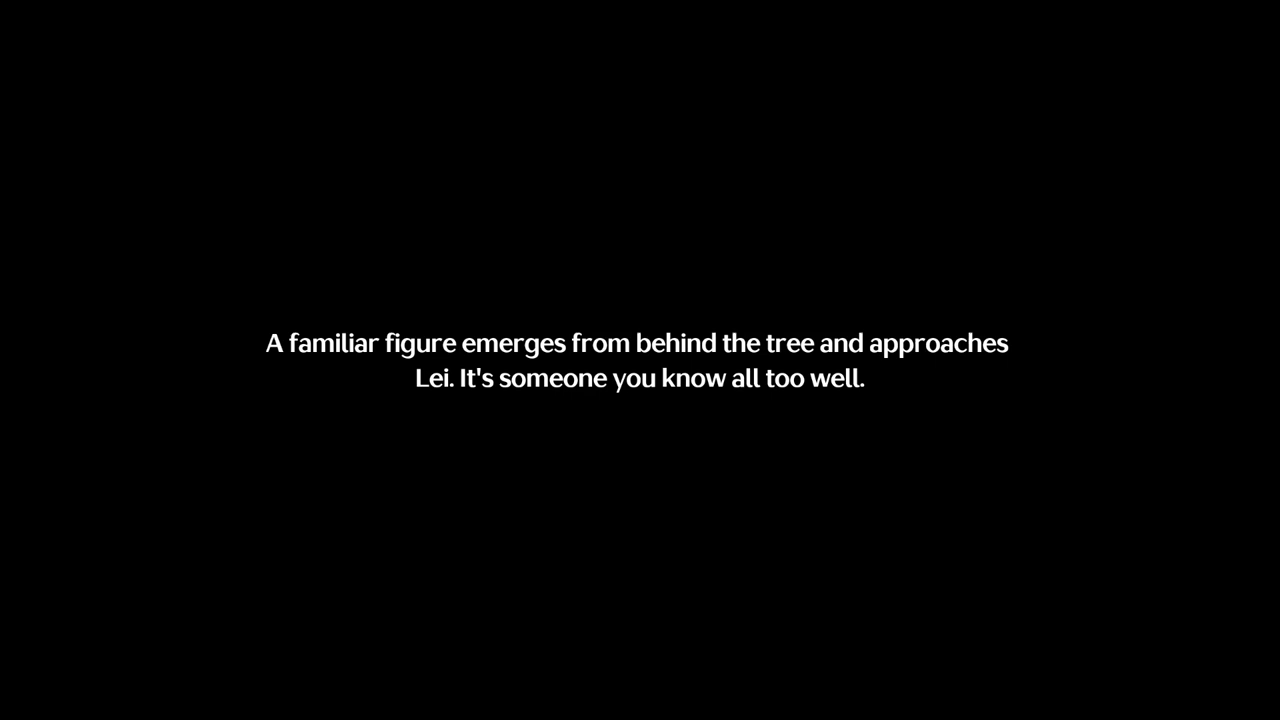 A familiar figure emerges from behind the tree and approaches
Lei. It's someone you know all too well.